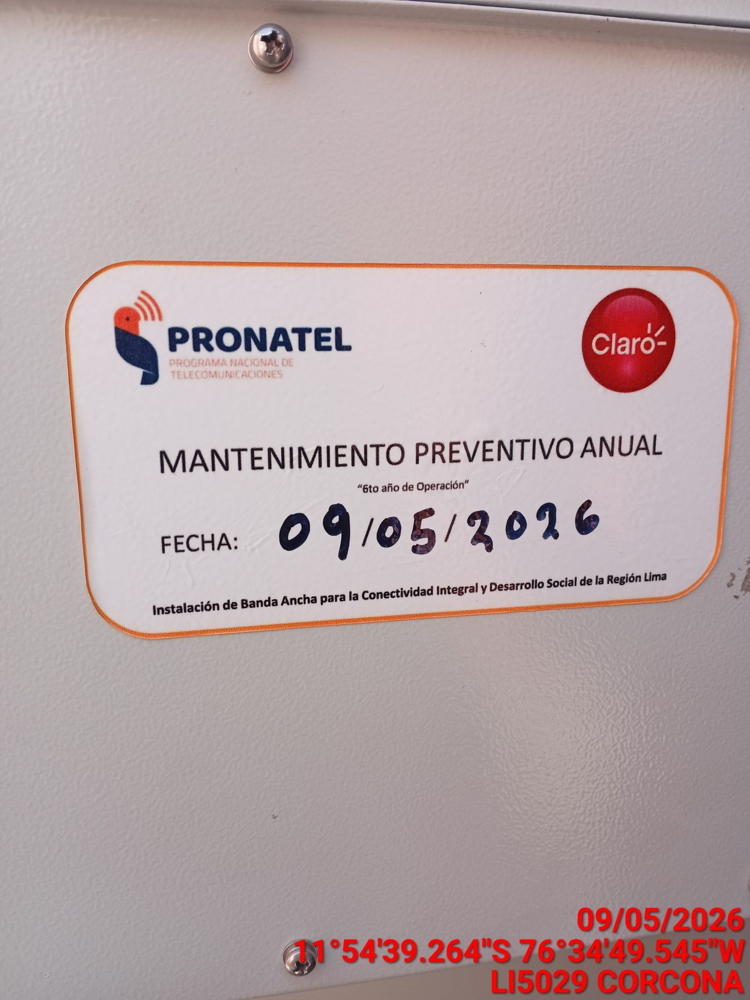 PRONATEL
PROGRAMA NACIONAL DE
TELECOMUNICACIONES
Claro
MANTENIMIENTO PREVENTIVO ANUAL
"6to año de Operación"
FECHA: 09/05/2026
Instalación de Banda Ancha para la Conectividad Integral y Desarrollo Social de la Región Lima
09/05/2026
11°54'39.264"S 76°34'49.545"W
LI5029 CORCONA